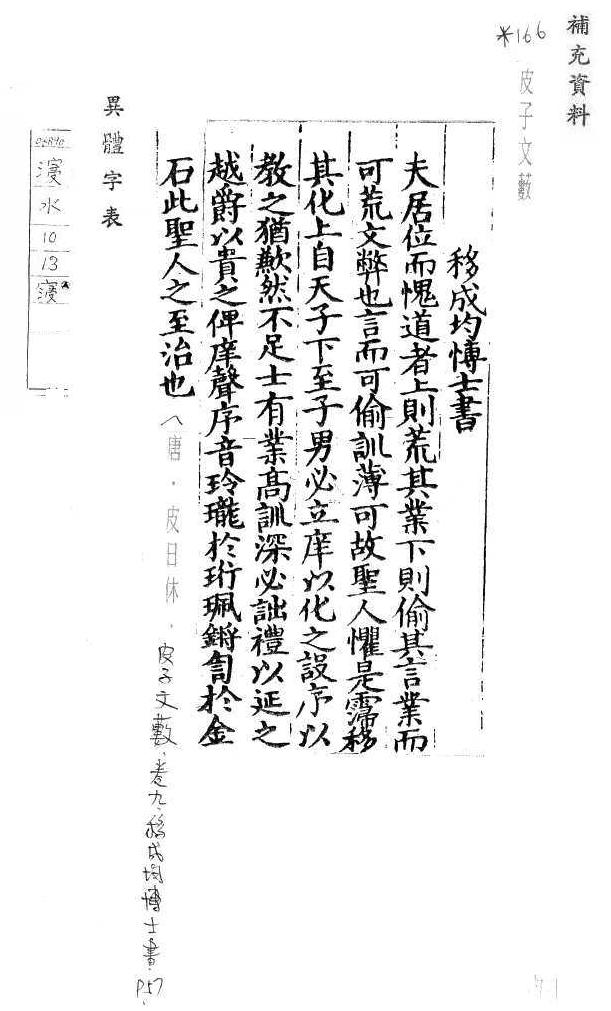 補充資料
*166
皮子文藪
移成均博士書
夫居位而愧道者上則荒其業下則偷其言業而
可荒文弊也言而可偷訓薄可故聖人懼是寖移
其化上自天子下至子男必立庠以化之設序以
教之猶歉然不足士有業高訓深必詘禮以延之
越爵以貴之俾庠聲序音玲瓏於珩珮鏘訇於金
石此聖人之至治也
〈唐.皮日休.皮子文藪.卷九.移成均博士書.P.57.
異體字表
水
10
13